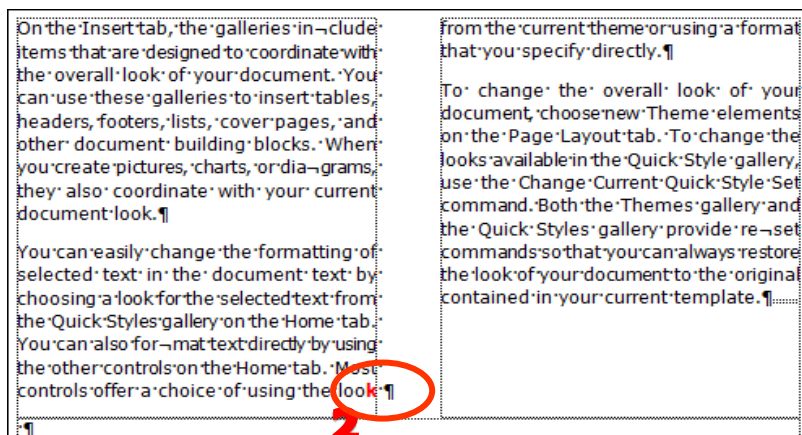 On the Insert tab, the galleries in¬clude
items that are designed to coordinate with
the overall look of your document. You
can use these galleries to insert tables,
headers, footers, lists, cover pages, and
other document building blocks. When
you create pictures, charts, or dia¬grams,
they also coordinate with your current
document look.¶
You can easily change the formatting of
selected text in the document text by
choosing a look for the selected text from
the Quick Styles gallery on the Home tab.
You can also for¬mat text directly by using
the other controls on the Home tab. Most
controls offer a choice of using the look ¶
¶
2
from the current theme or using a format
that you specify directly.¶
To change the overall look of your
document, choose new Theme elements
on the Page Layout tab. To change the
looks available in the Quick Style gallery,
use the Change Current Quick Style Set
command. Both the Themes gallery and
the Quick Styles gallery provide re¬set
commands so that you can always restore
the look of your document to the original
contained in your current template.¶